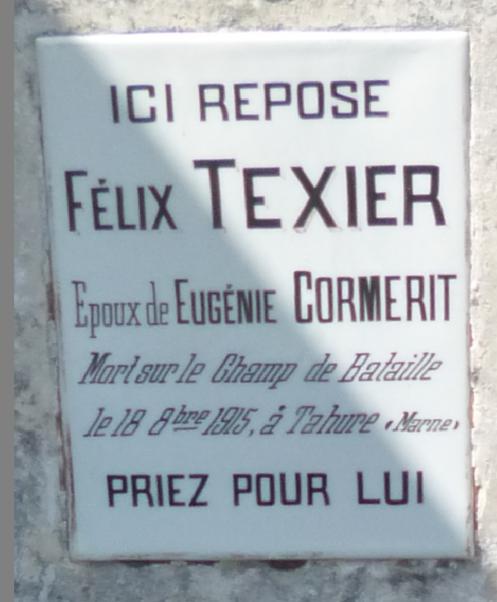 ICI REPOSE
FÉLIX TEXIER
Epoux de EUGÉNIE CORMERIT
Mort sur le Champ de Bataille
le 18 8bre 1915, à Tahure (Marne)
PRIEZ POUR LUI